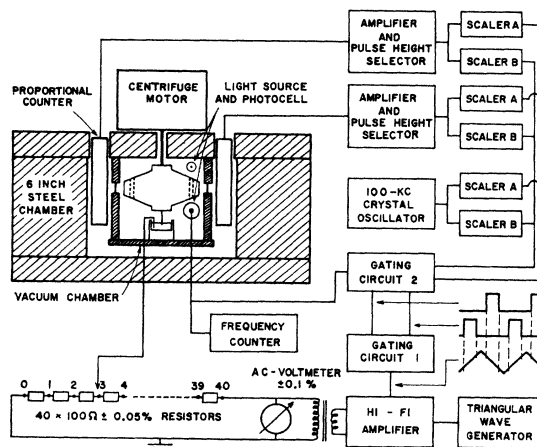 AMPLIFIER
AND
PULSE HEIGHT
SELECTOR
SCALER A
SCALER B
CENTRIFUGE
MOTOR
LIGHT SOURCE
AND PHOTOCELL
PROPORTIONAL
COUNTER
AMPLIFIER
AND
PULSE HEIGHT
SELECTOR
SCALER A
SCALER B
6 INCH
STEEL
CHAMBER
100-KC
CRYSTAL
OSCILLATOR
SCALER A
SCALER B
VACUUM CHAMBER
GATING
CIRCUIT 2
FREQUENCY
COUNTER
GATING
CIRCUIT 1
0 1 2 3 4 39 40
AC-VOLTMETER
±0.1 %
40 × 100Ω ± 0.05% RESISTORS
HI - FI
AMPLIFIER
TRIANGULAR
WAVE
GENERATOR